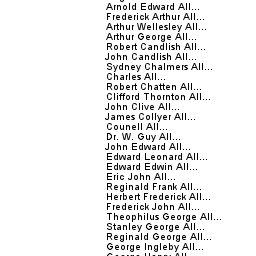 Arnold Edward All...
Frederick Arthur All...
Arthur Wellesley All...
Arthur George All...
Robert Candlish All...
John Candlish All...
Sydney Chalmers All...
Charles All...
Robert Chatten All...
Clifford Thornton All...
John Clive All...
James Collyer All...
Counell All...
Dr. W. Guy All...
John Edward All...
Edward Leonard All...
Edward Edwin All...
Eric John All...
Reginald Frank All...
Herbert Frederick All...
Frederick John All...
Theophilus George All...
Stanley George All...
Reginald George All...
George Ingleby All...
George Henry All...